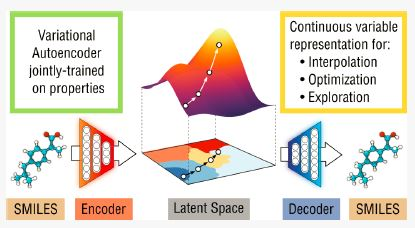 Variational
Autoencoder
jointly-trained
on properties
Continuous variable
representation for:
• Interpolation
• Optimization
• Exploration
SMILES
Encoder
Latent Space
Decoder
SMILES